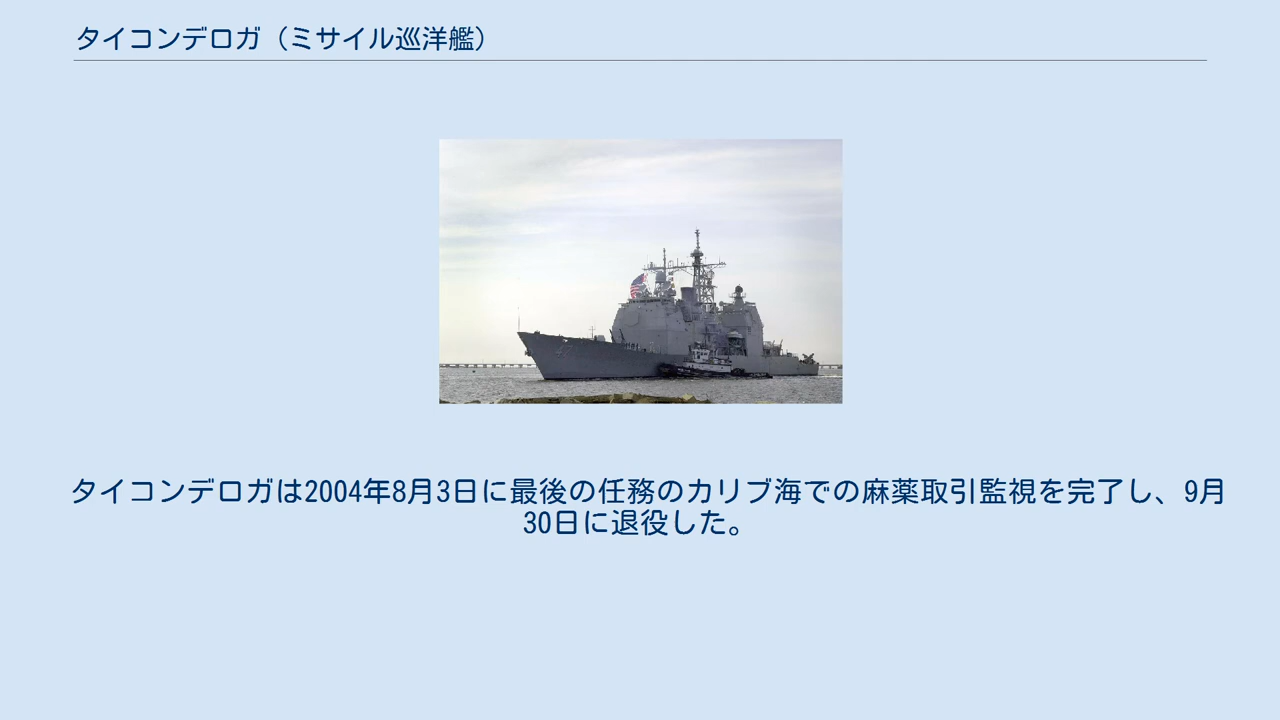 タイコンデロガ（ミサイル巡洋艦）
タイコンデロガは2004年8月3日に最後の任務のカリブ海での麻薬取引監視を完了し、9月
30日に退役した。